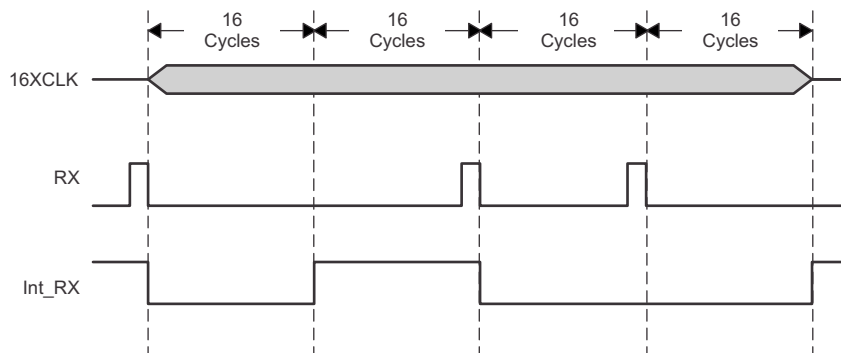 16 16 16 16
Cycles Cycles Cycles Cycles
16XCLK
RX
Int_RX